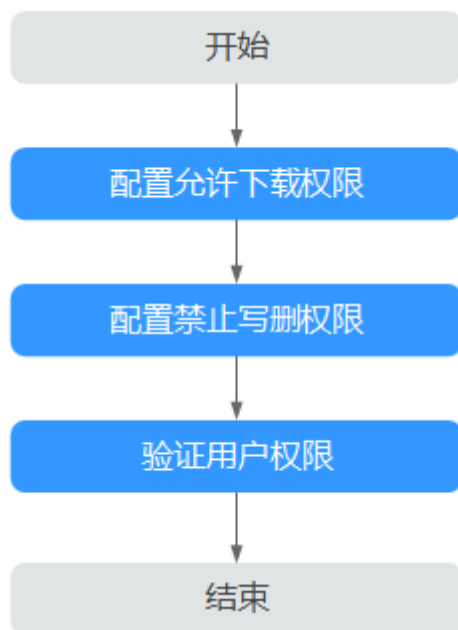 开始
配置允许下载权限
配置禁止写删权限
验证用户权限
结束